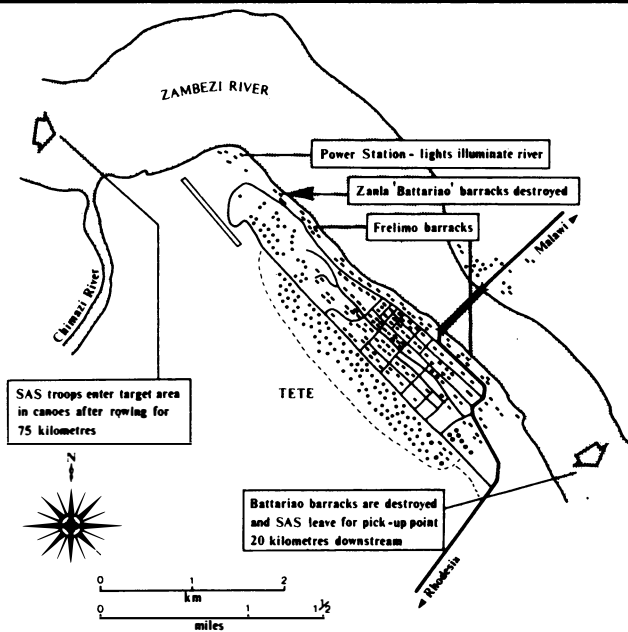 ZAMBEZI RIVER
Power Station - lights illuminate river
Zanla 'Battariao' barracks destroyed
Frelimo barracks
Malawi
Chimazi River
SAS troops enter target area
in canoes after rowing for
75 kilometres
TETE
N
Battariao barracks are destroyed
and SAS leave for pick-up point
20 kilometres downstream
Rhodesia
0 1 2
km
0 1 1½
miles